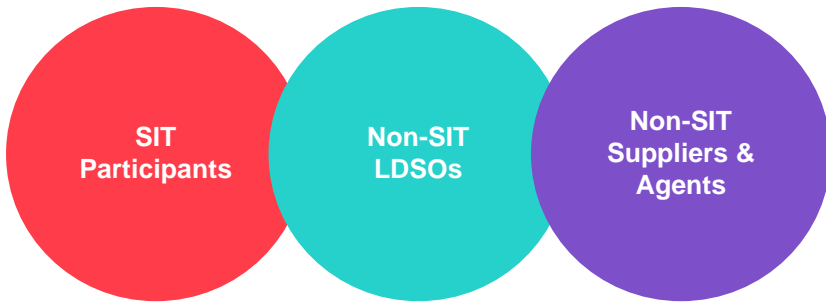 SIT
Participants
Non-SIT
LDSOs
Non-SIT
Suppliers &
Agents